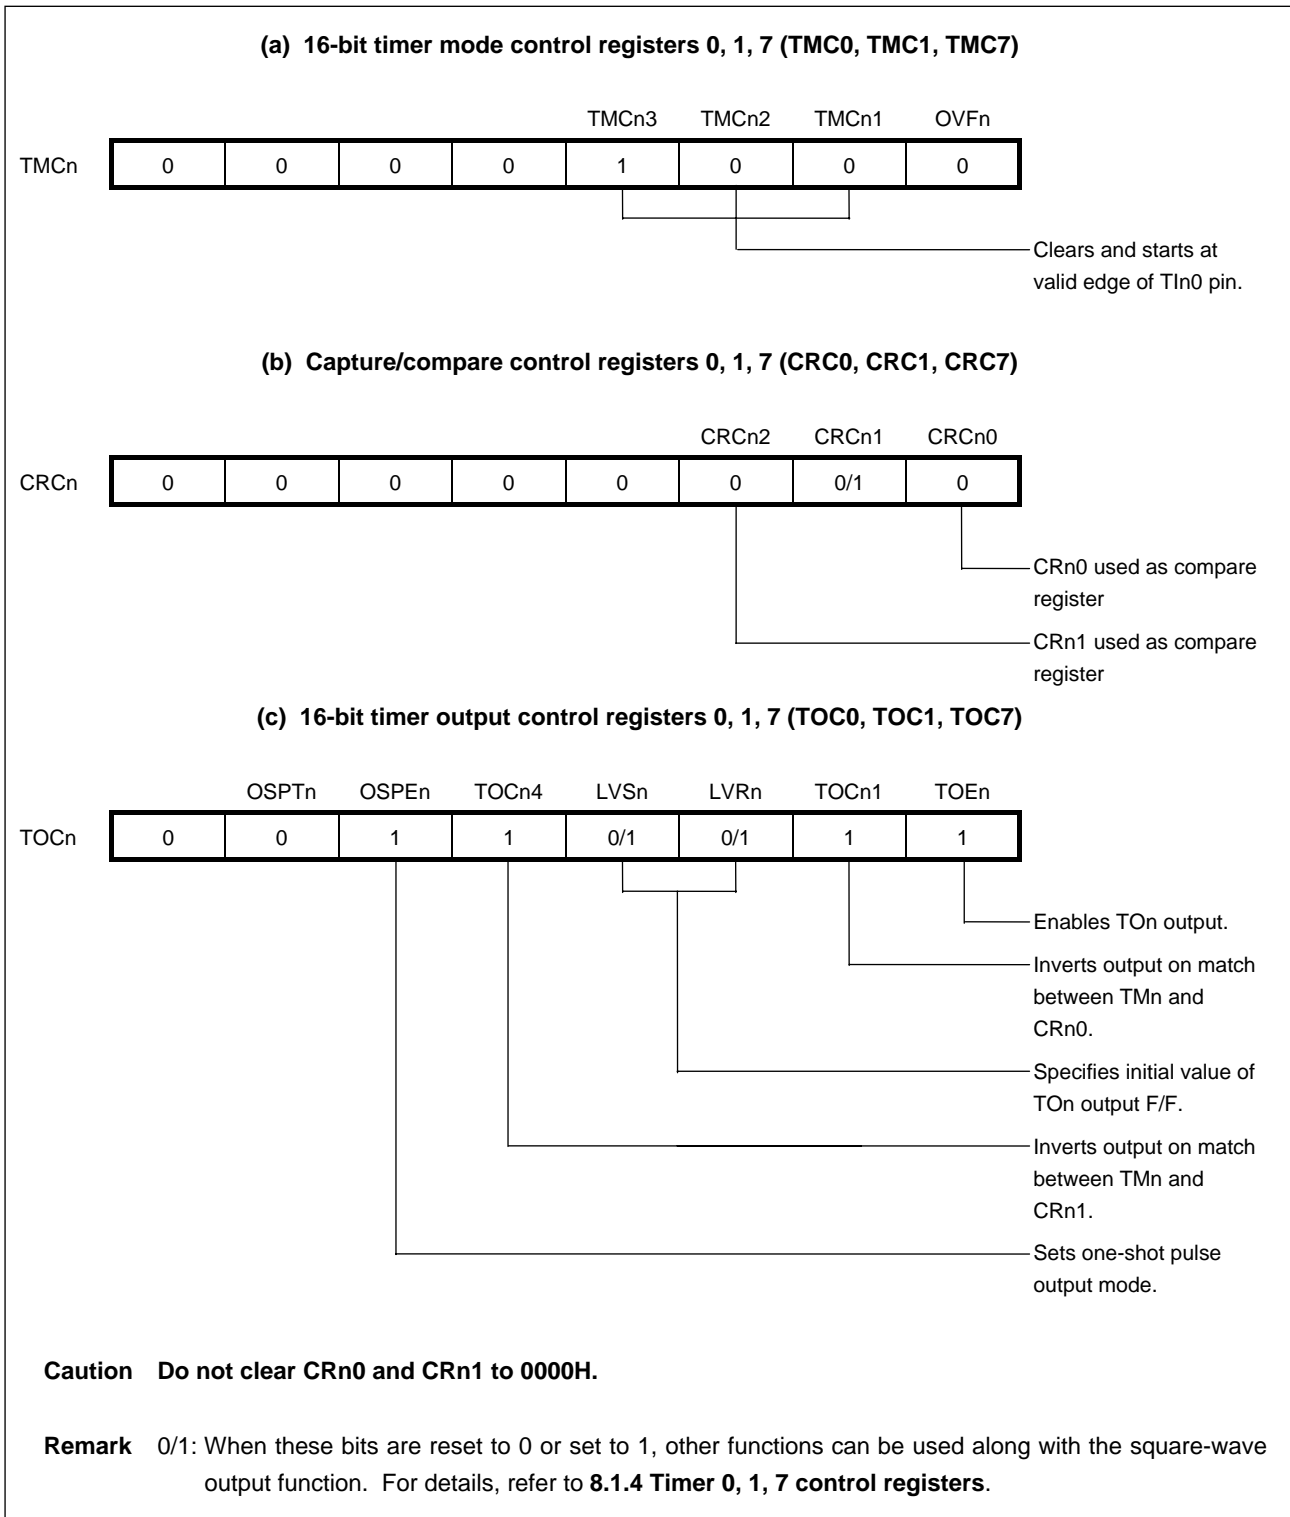 (a) 16-bit timer mode control registers 0, 1, 7 (TMC0, TMC1, TMC7)
TMCn3 TMCn2 TMCn1 OVFn
TMCn 0 0 0 0 1 0 0 0
Clears and starts at
valid edge of TIn0 pin.
(b) Capture/compare control registers 0, 1, 7 (CRC0, CRC1, CRC7)
CRCn2 CRCn1 CRCn0
CRCn 0 0 0 0 0 0 0/1 0
CRn0 used as compare
register
CRn1 used as compare
register
(c) 16-bit timer output control registers 0, 1, 7 (TOC0, TOC1, TOC7)
OSPTn OSPEn TOCn4 LVSn LVRn TOCn1 TOEn
TOCn 0 0 1 1 0/1 0/1 1 1
Enables TOn output.
Inverts output on match
between TMn and
CRn0.
Specifies initial value of
TOn output F/F.
Inverts output on match
between TMn and
CRn1.
Sets one-shot pulse
output mode.
Caution Do not clear CRn0 and CRn1 to 0000H.
Remark 0/1: When these bits are reset to 0 or set to 1, other functions can be used along with the square-wave
output function. For details, refer to 8.1.4 Timer 0, 1, 7 control registers.